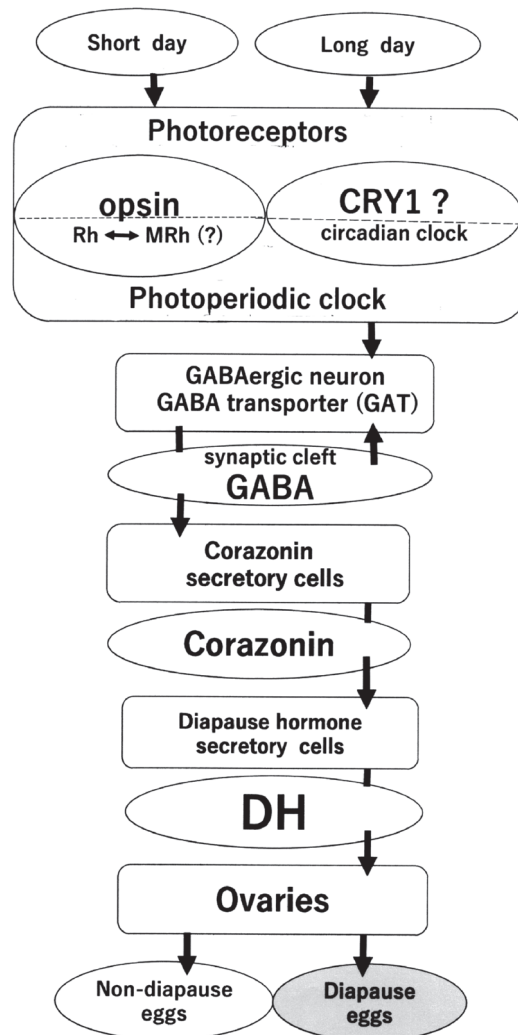 Short day
Long day
Photoreceptors
opsin
Rh ↔ MRh (?)
CRY1 ?
circadian clock
Photoperiodic clock
GABAergic neuron
GABA transporter (GAT)
synaptic cleft
GABA
Corazonin
secretory cells
Corazonin
Diapause hormone
secretory cells
DH
Ovaries
Non-diapause
eggs
Diapause
eggs